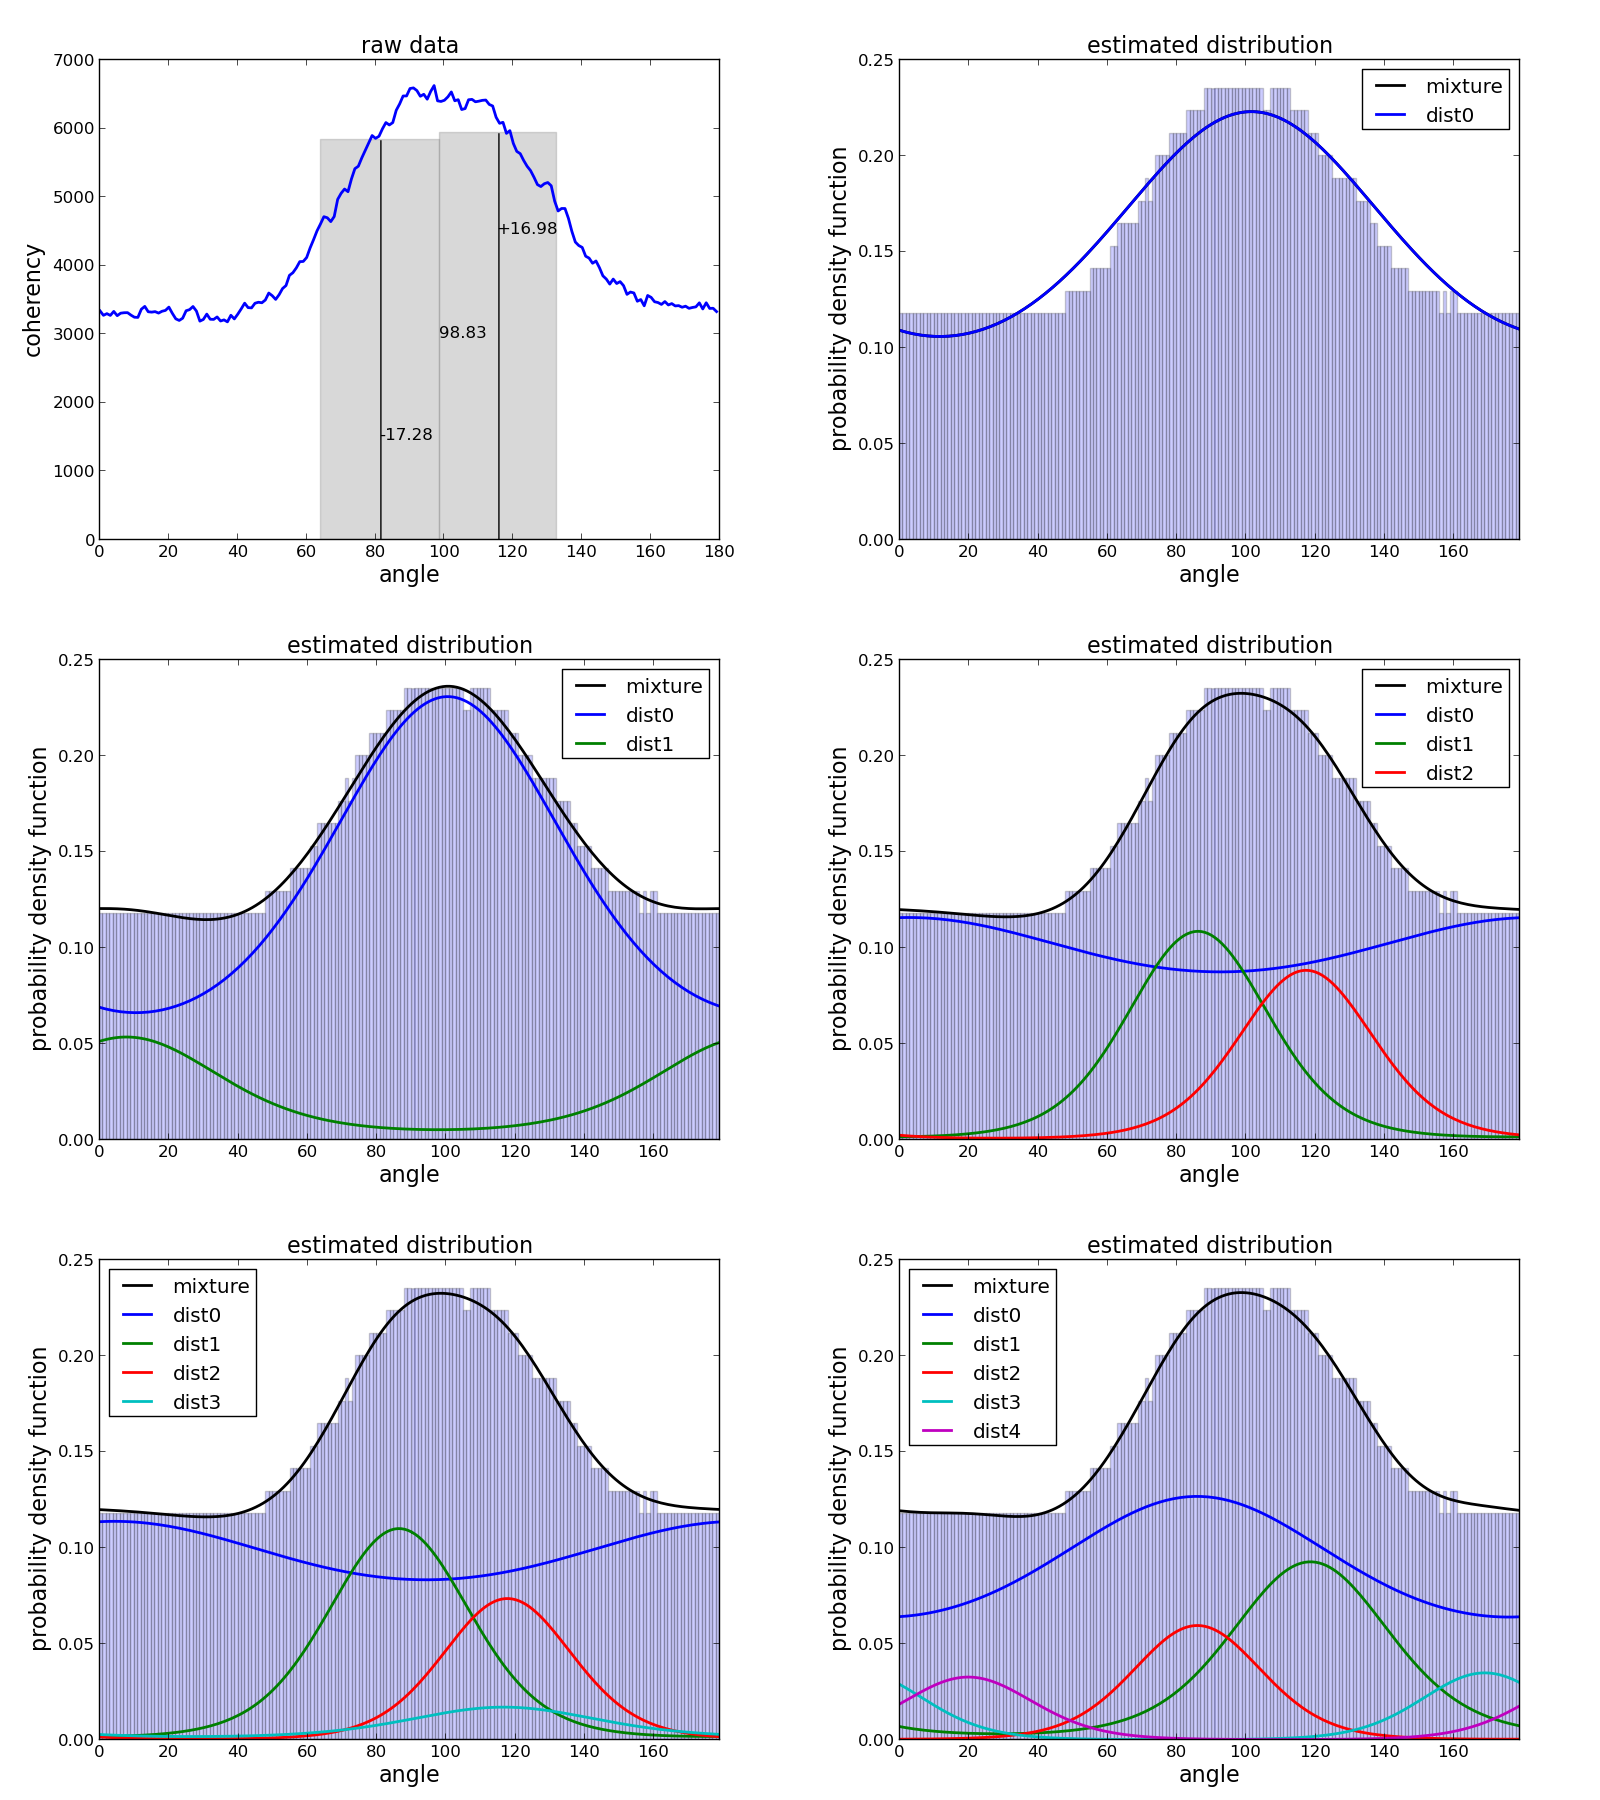 raw data
7000
6000
5000
4000
3000
2000
1000
0
coherency
+16.98
98.83
-17.28
0 20 40 60 80 100 120 140 160 180
angle
estimated distribution
0.25
0.20
0.15
0.10
0.05
0.00
probability density function
mixture
dist0
0 20 40 60 80 100 120 140 160
angle
estimated distribution
0.25
0.20
0.15
0.10
0.05
0.00
probability density function
mixture
dist0
dist1
0 20 40 60 80 100 120 140 160
angle
estimated distribution
0.25
0.20
0.15
0.10
0.05
0.00
probability density function
mixture
dist0
dist1
dist2
0 20 40 60 80 100 120 140 160
angle
estimated distribution
0.25
0.20
0.15
0.10
0.05
0.00
probability density function
mixture
dist0
dist1
dist2
dist3
0 20 40 60 80 100 120 140 160
angle
estimated distribution
0.25
0.20
0.15
0.10
0.05
0.00
probability density function
mixture
dist0
dist1
dist2
dist3
dist4
0 20 40 60 80 100 120 140 160
angle